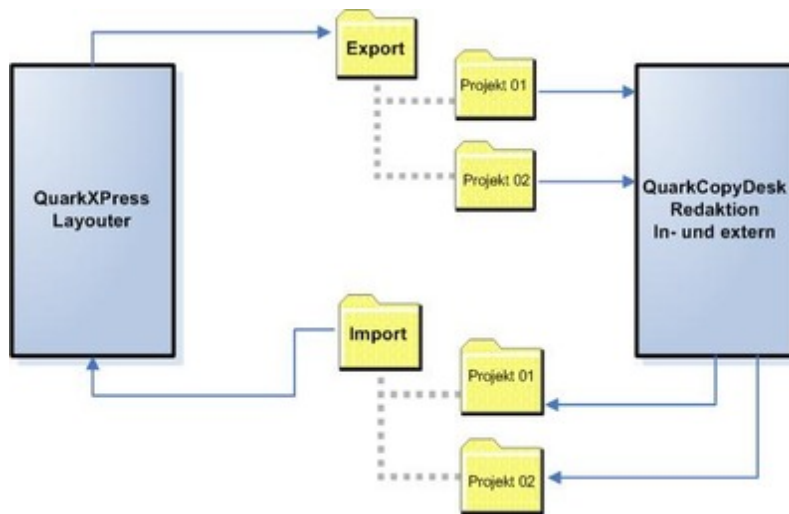 Export
Projekt 01
Projekt 02
QuarkXPress
Layouter
QuarkCopyDesk
Redaktion
In- und extern
Import
Projekt 01
Projekt 02